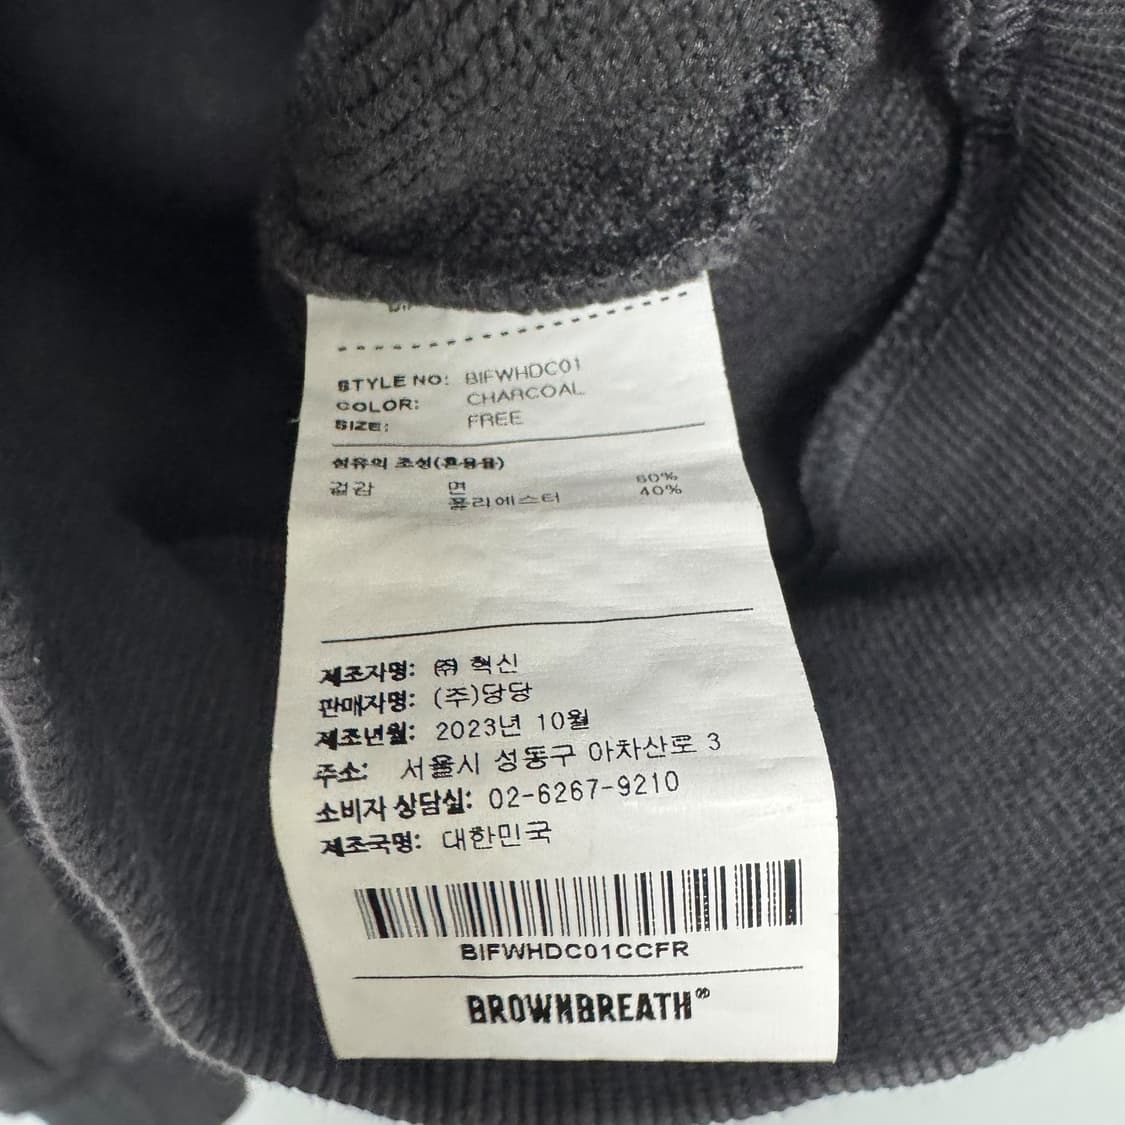 STYLE NO: BIFWHDC01
COLOR: CHARCOAL
SIZE: FREE
섬유의 조성(혼용율)
겉감 면 60%
폴리에스터 40%
제조자명: ㈜ 혁신
판매자명: (주)당당
제조년월: 2023년 10월
주소: 서울시 성동구 아차산로 3
소비자 상담실: 02-6267-9210
제조국명: 대한민국
BIFWHDC01CCFR
BROWNBREATH®